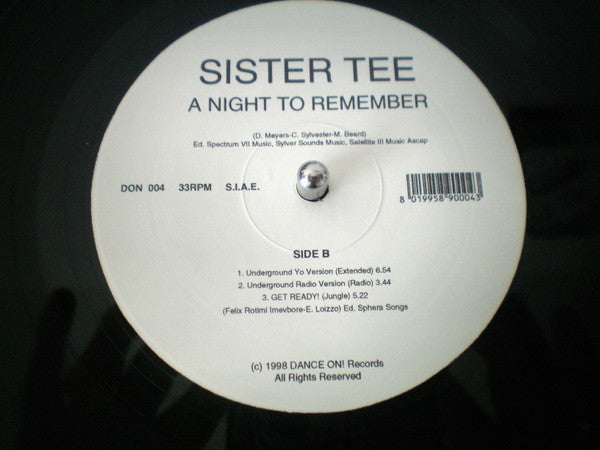 SISTER TEE
A NIGHT TO REMEMBER
(D. Meyers-C. Sylvester-M. Beard)
Ed. Spectrum VII Music, Sylver Sounds Music, Satellite III Music Ascap
DON 004 33RPM S.I.A.E.
8 019958 900043
SIDE B
1. Underground Yo Version (Extended) 6.54
2. Underground Radio Version (Radio) 3.44
3. GET READY! (Jungle) 5.22
(Felix Rotimi Imevbore-E. Loizzo) Ed. Sphera Songs
(c) 1998 DANCE ON! Records
All Rights Reserved